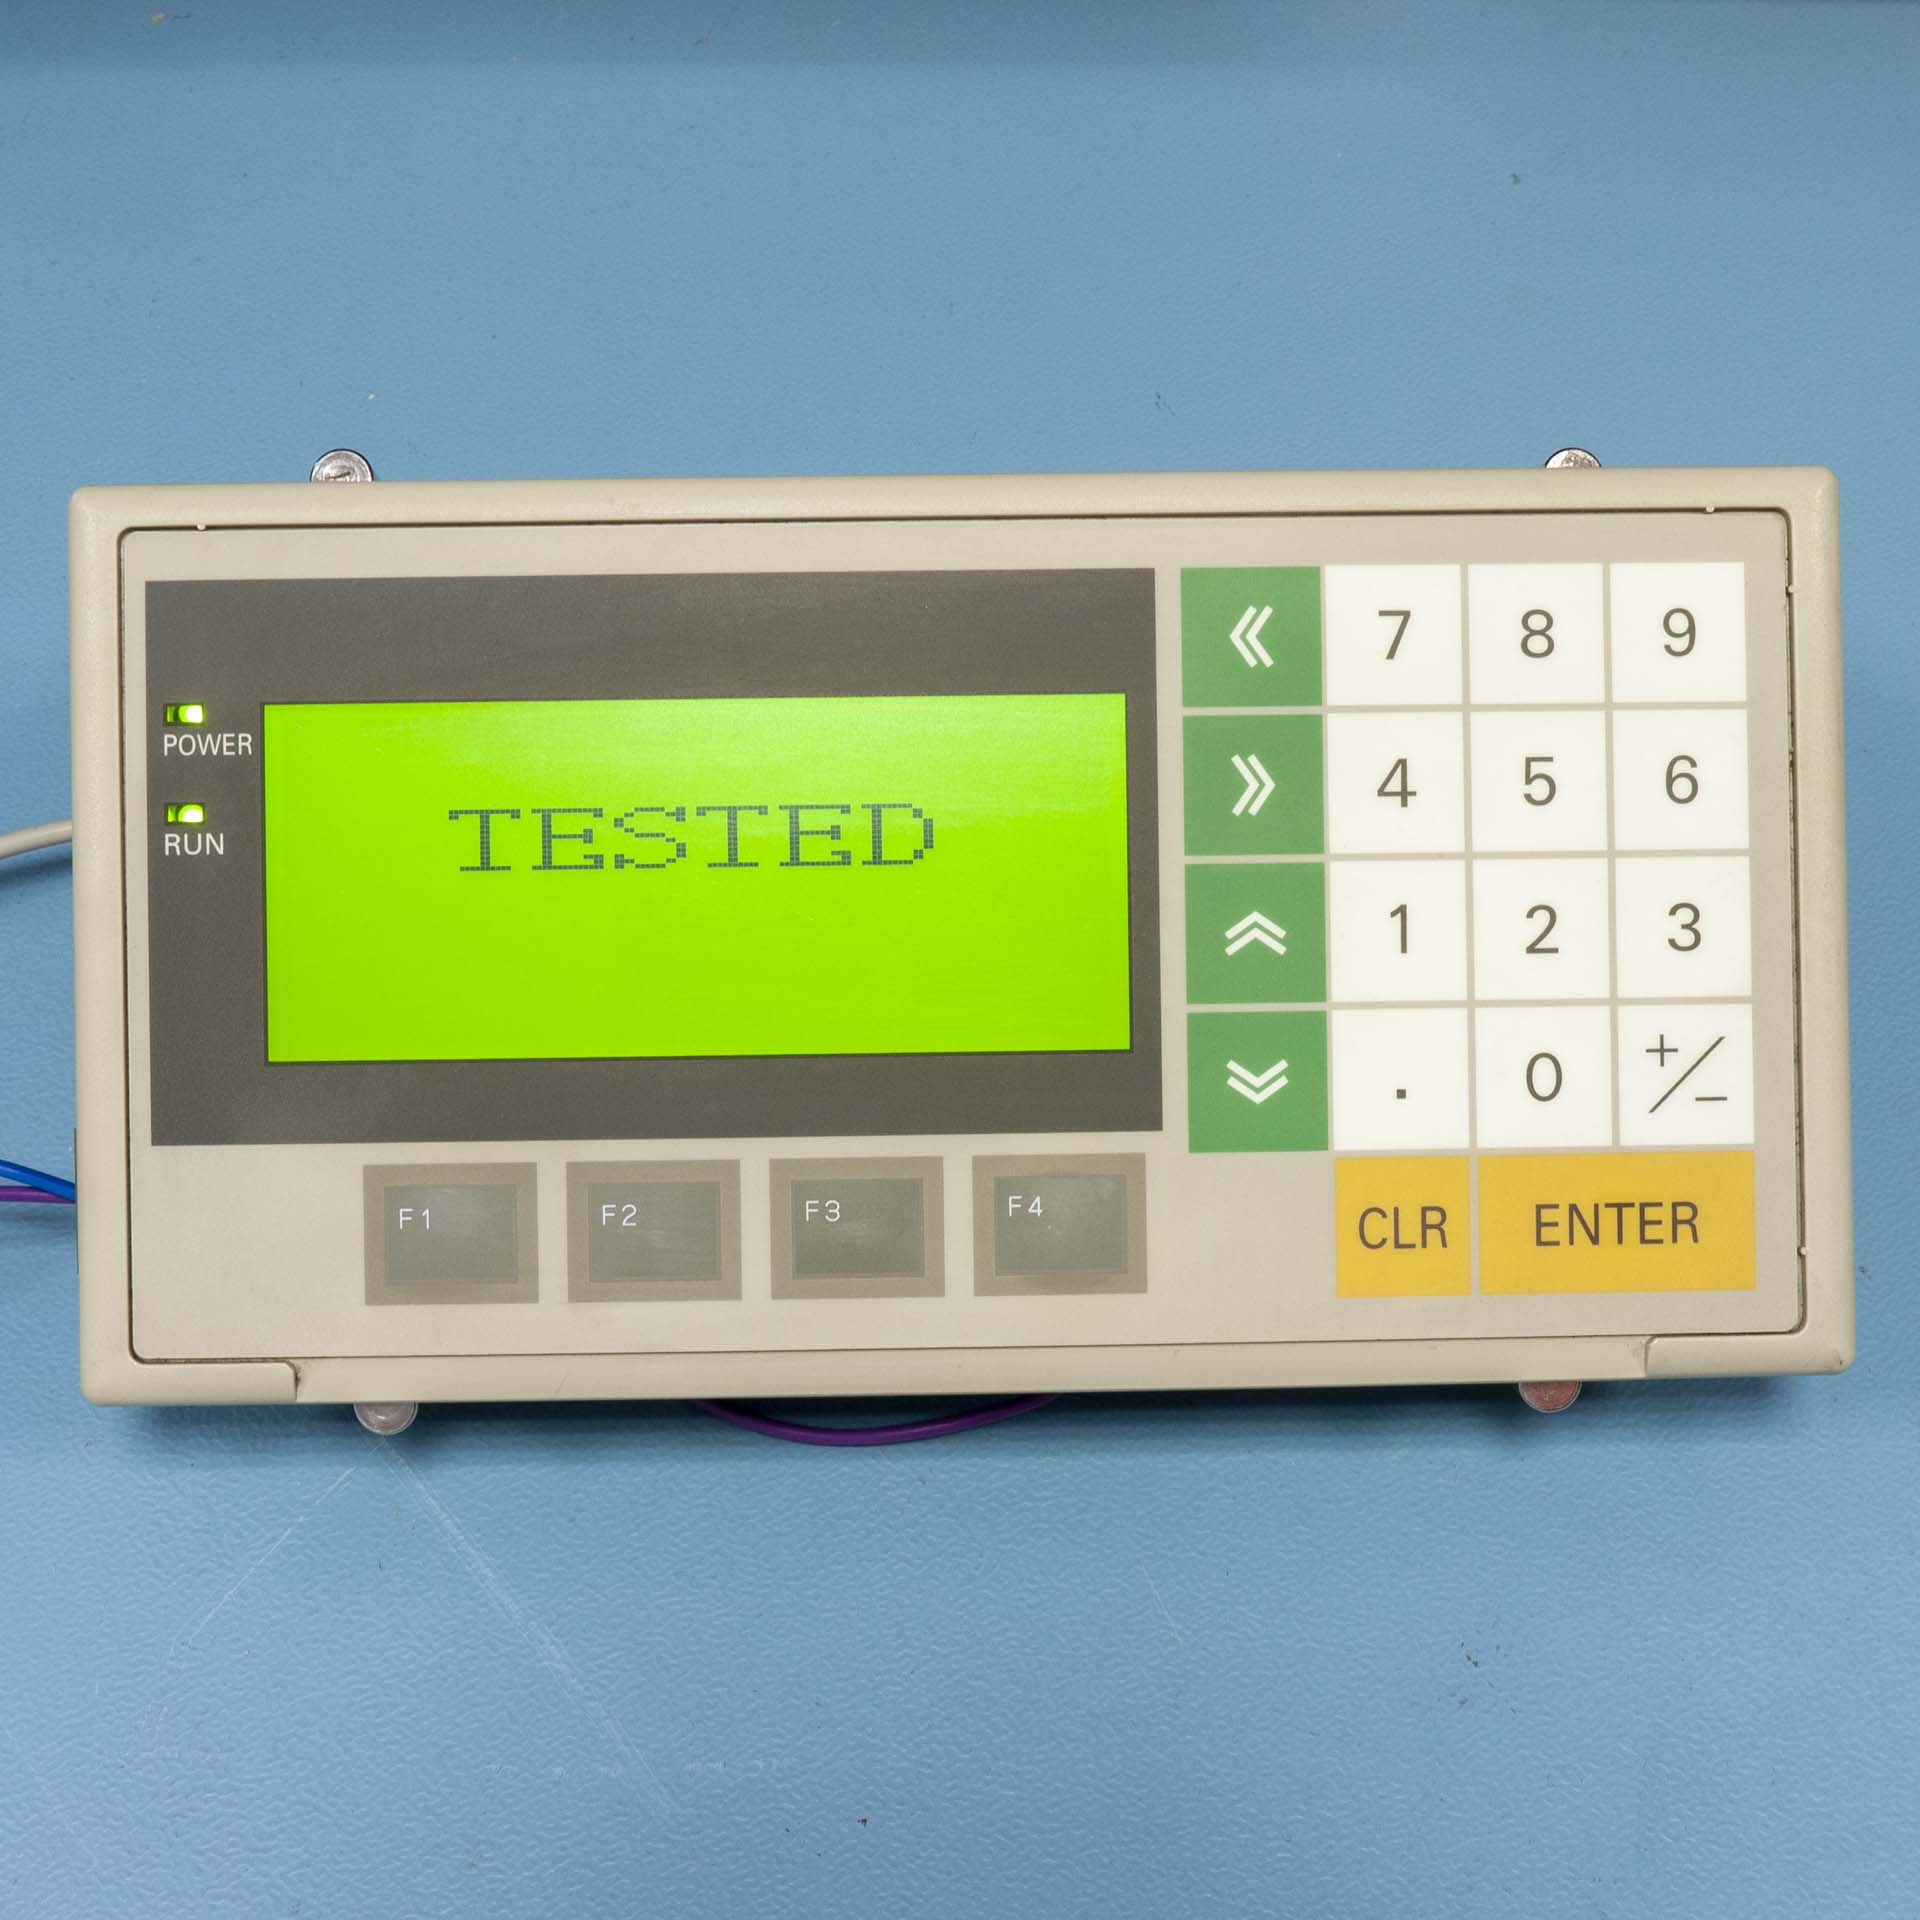 POWER
RUN
TESTED
7 8 9
4 5 6
1 2 3
. 0 +/−
F1 F2 F3 F4
CLR ENTER